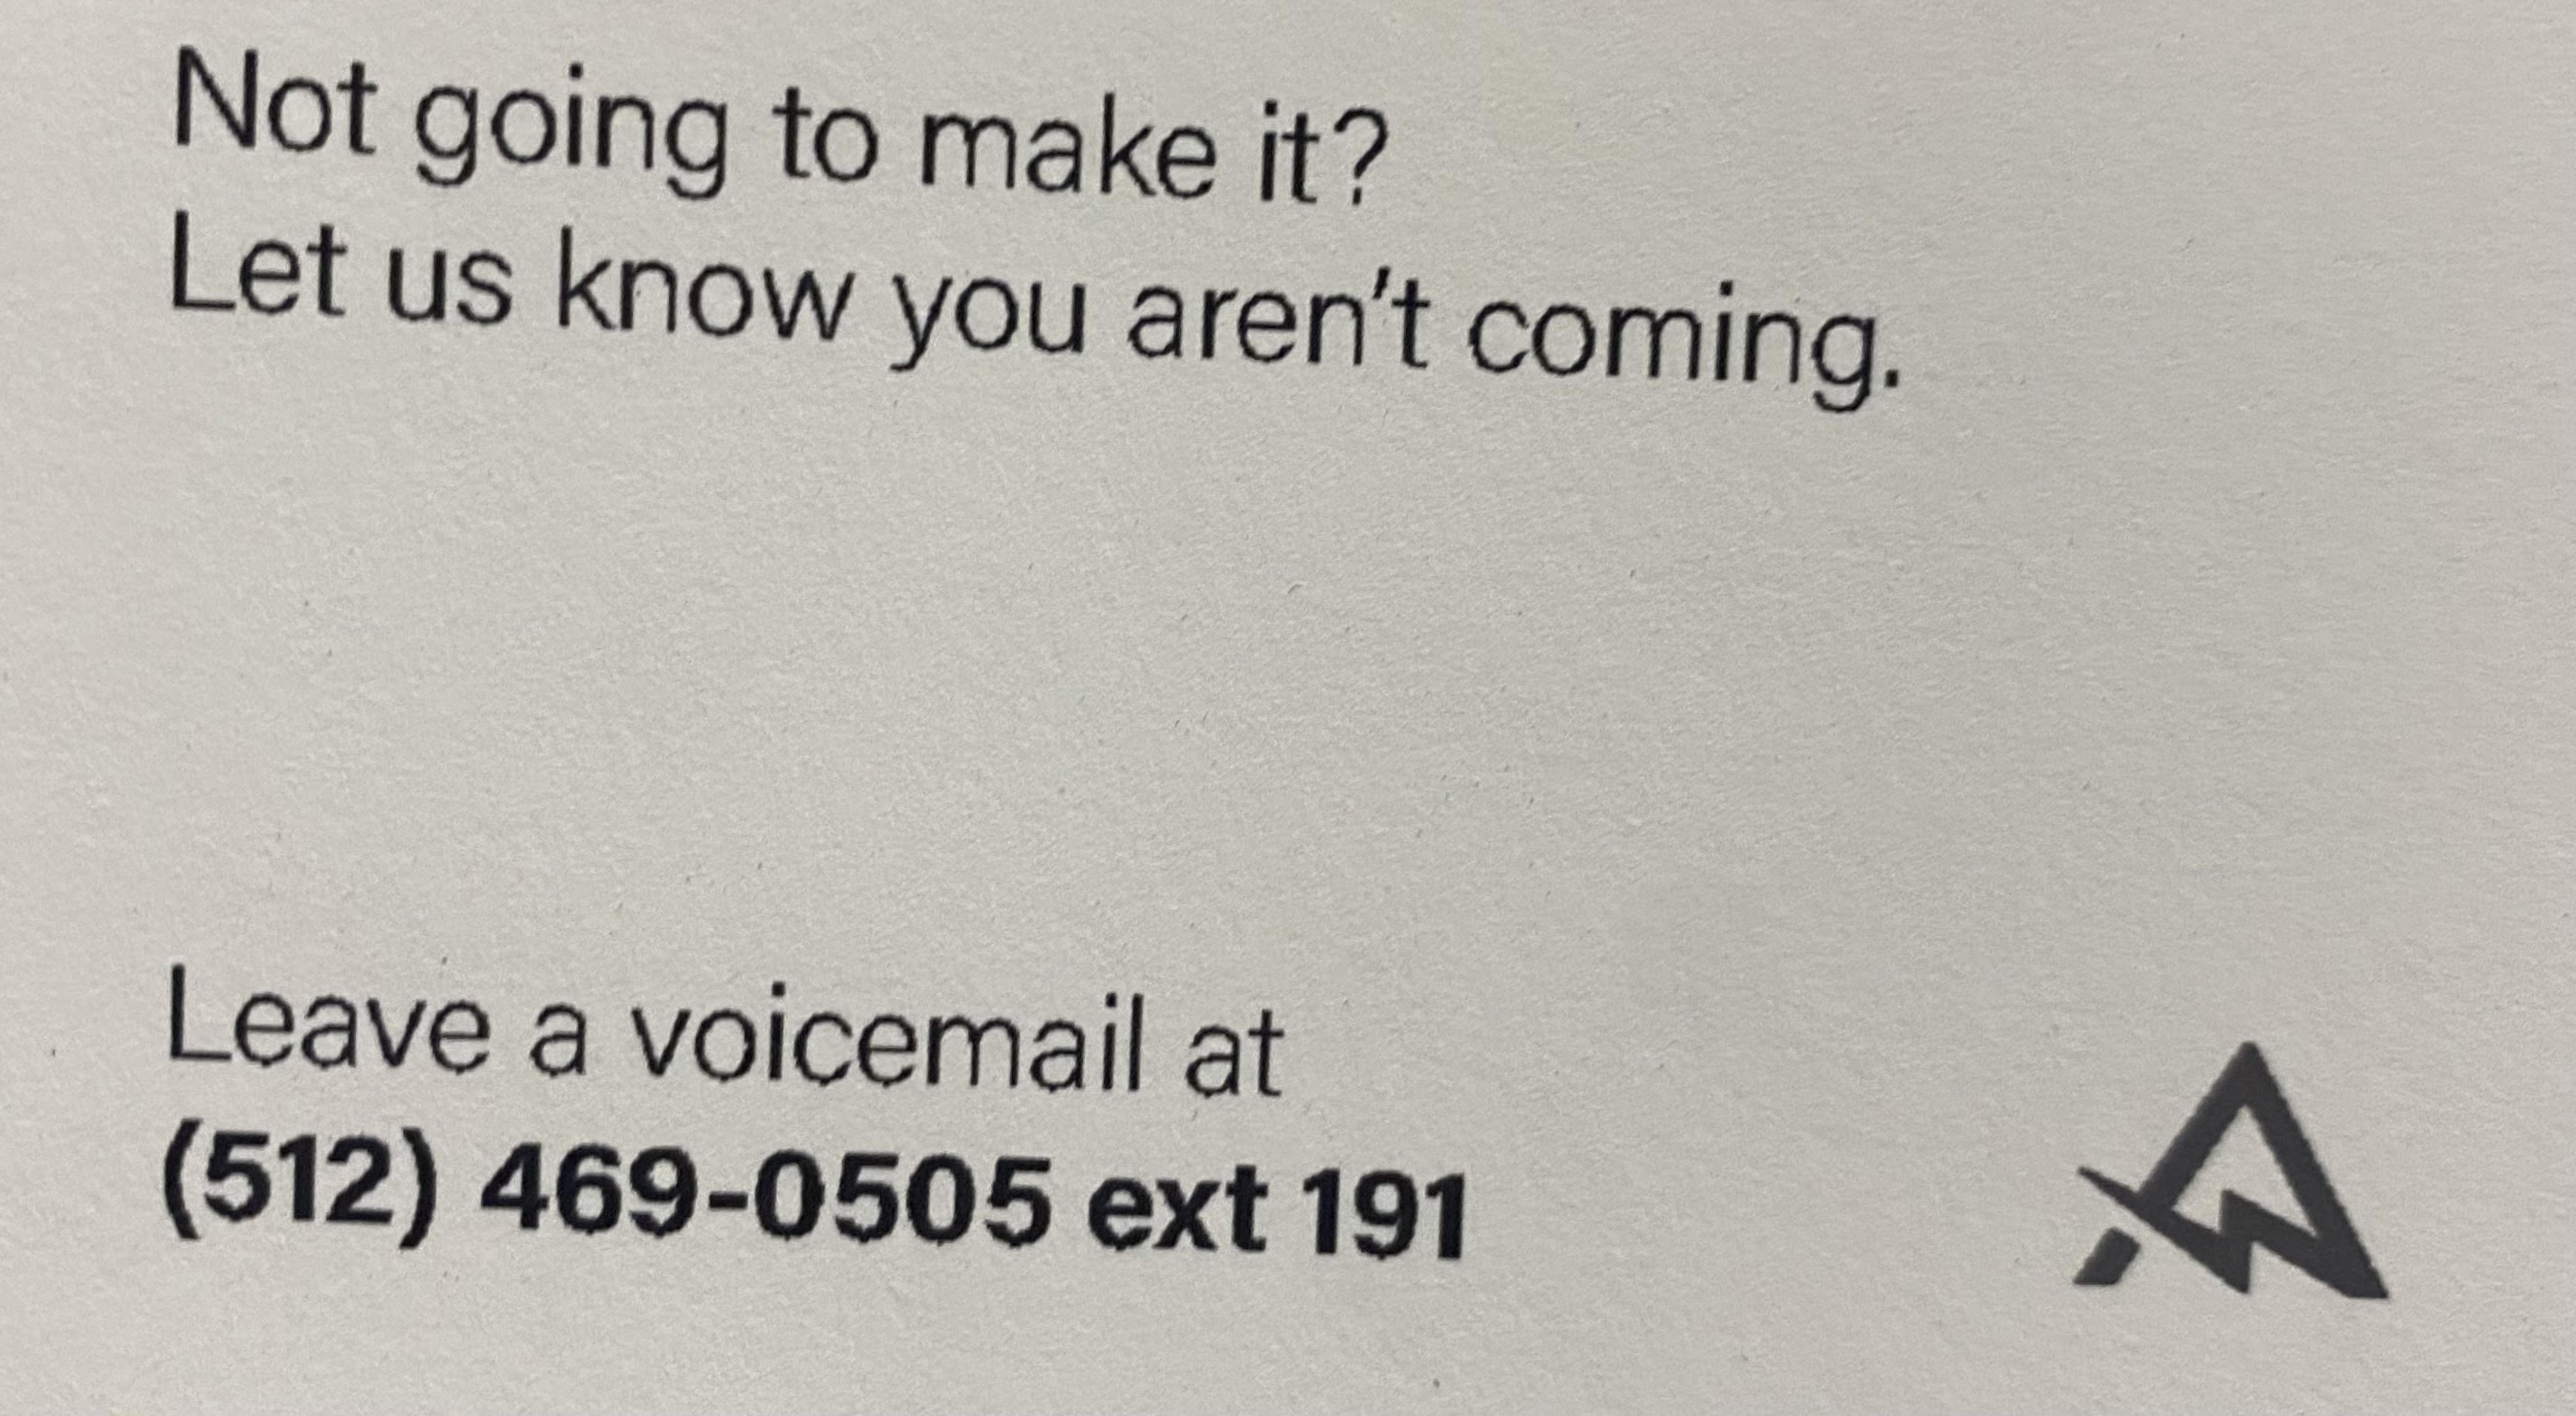 Not going to make it?
Let us know you aren't coming.
Leave a voicemail at
(512) 469-0505 ext 191